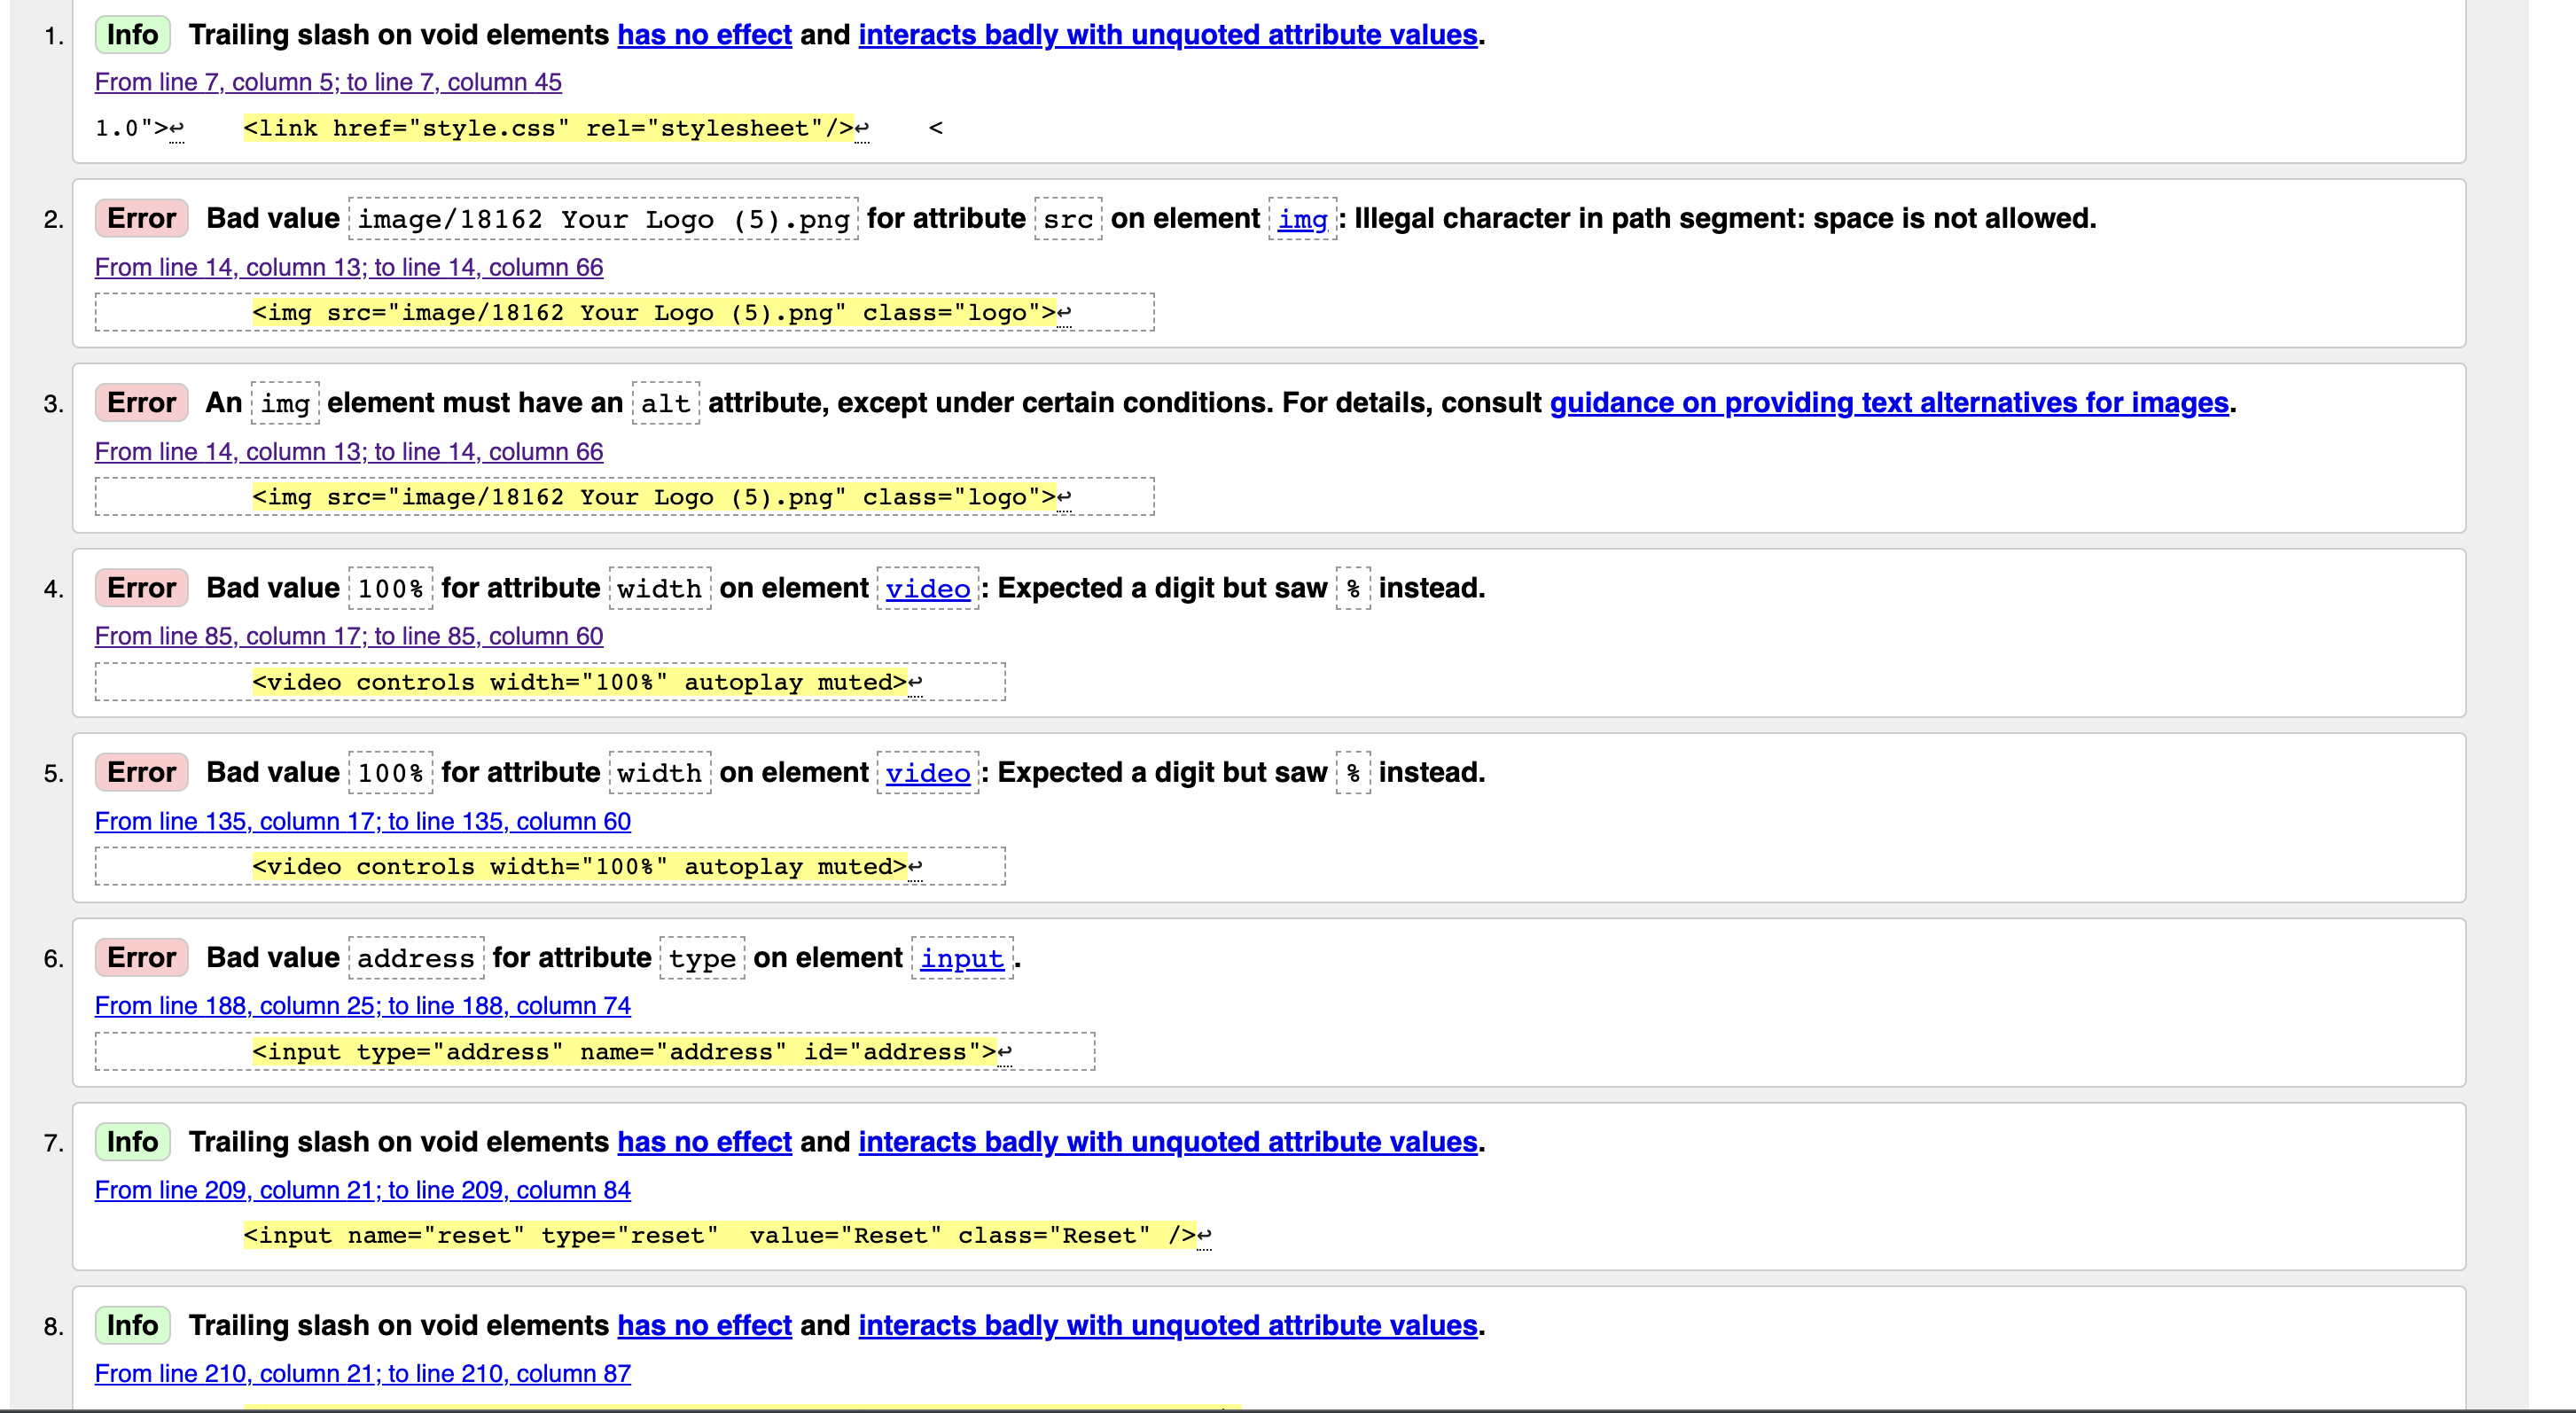 1. Info Trailing slash on void elements has no effect and interacts badly with unquoted attribute values.
From line 7, column 5; to line 7, column 45
1.0">↩    <link href="style.css" rel="stylesheet"/>↩    <
2. Error Bad value image/18162 Your Logo (5).png for attribute src on element img: Illegal character in path segment: space is not allowed.
From line 14, column 13; to line 14, column 66
<img src="image/18162 Your Logo (5).png" class="logo">↩
3. Error An img element must have an alt attribute, except under certain conditions. For details, consult guidance on providing text alternatives for images.
From line 14, column 13; to line 14, column 66
<img src="image/18162 Your Logo (5).png" class="logo">↩
4. Error Bad value 100% for attribute width on element video: Expected a digit but saw % instead.
From line 85, column 17; to line 85, column 60
<video controls width="100%" autoplay muted>↩
5. Error Bad value 100% for attribute width on element video: Expected a digit but saw % instead.
From line 135, column 17; to line 135, column 60
<video controls width="100%" autoplay muted>↩
6. Error Bad value address for attribute type on element input.
From line 188, column 25; to line 188, column 74
<input type="address" name="address" id="address">↩
7. Info Trailing slash on void elements has no effect and interacts badly with unquoted attribute values.
From line 209, column 21; to line 209, column 84
<input name="reset" type="reset"  value="Reset" class="Reset" />↩
8. Info Trailing slash on void elements has no effect and interacts badly with unquoted attribute values.
From line 210, column 21; to line 210, column 87